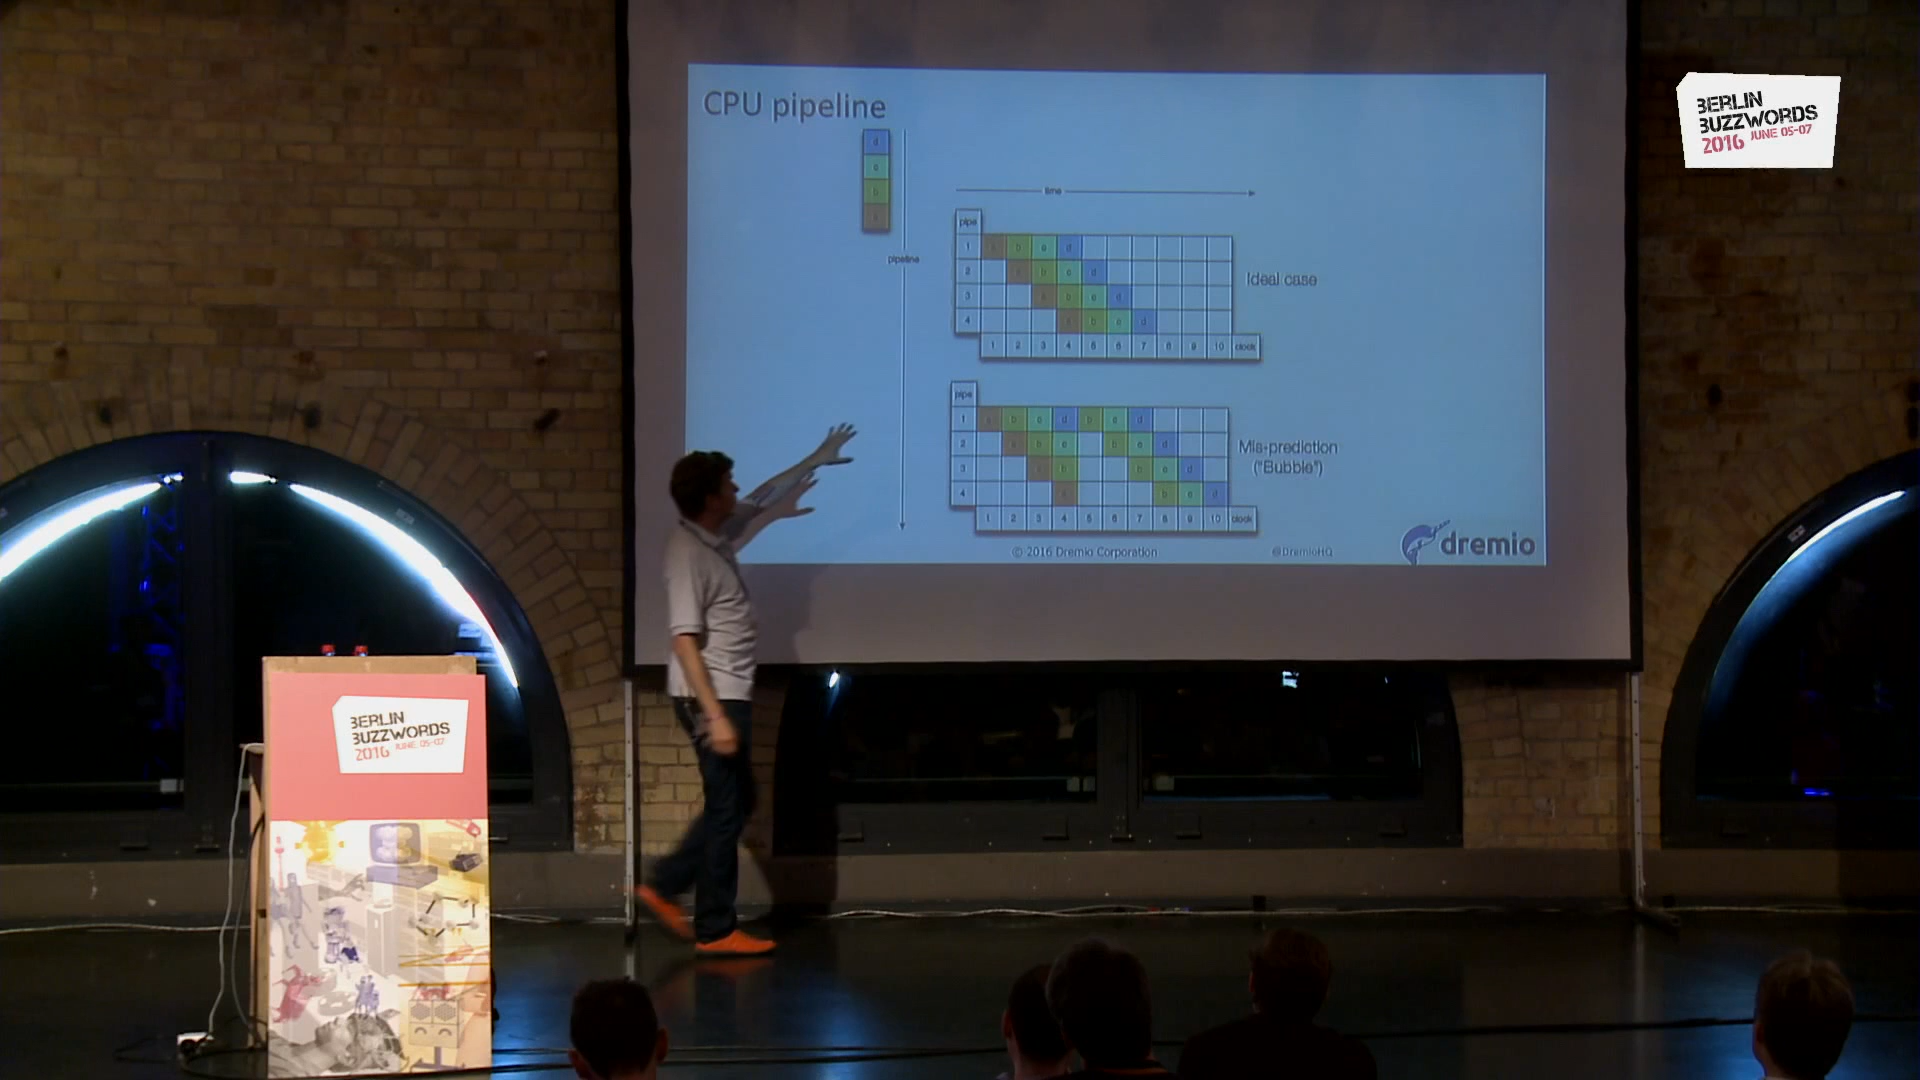 CPU pipeline
d
c
b
pipeline
time
pipe
1 a b c d
2 a b c d
3 a b c d
4 a b c d
1 2 3 4 5 6 7 8 9 10 clock
Ideal case
pipe
1 a b c d b c d
2 a b c b c d
3 a b b c d
4 a b c d
1 2 3 4 5 6 7 8 9 10 clock
Mis-prediction
("Bubble")
© 2016 Dremio Corporation
@DremioHQ
dremio
BERLIN
BUZZWORDS
2016 JUNE 05-07
BERLIN
BUZZWORDS
2016 JUNE 05-07